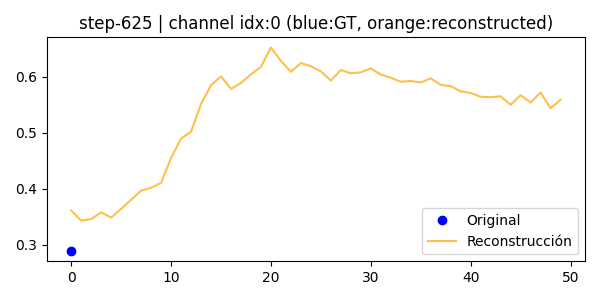 step-625 | channel idx:0 (blue:GT, orange:reconstructed)
0.6
0.5
0.4
0.3
Original
Reconstrucción
0 10 20 30 40 50